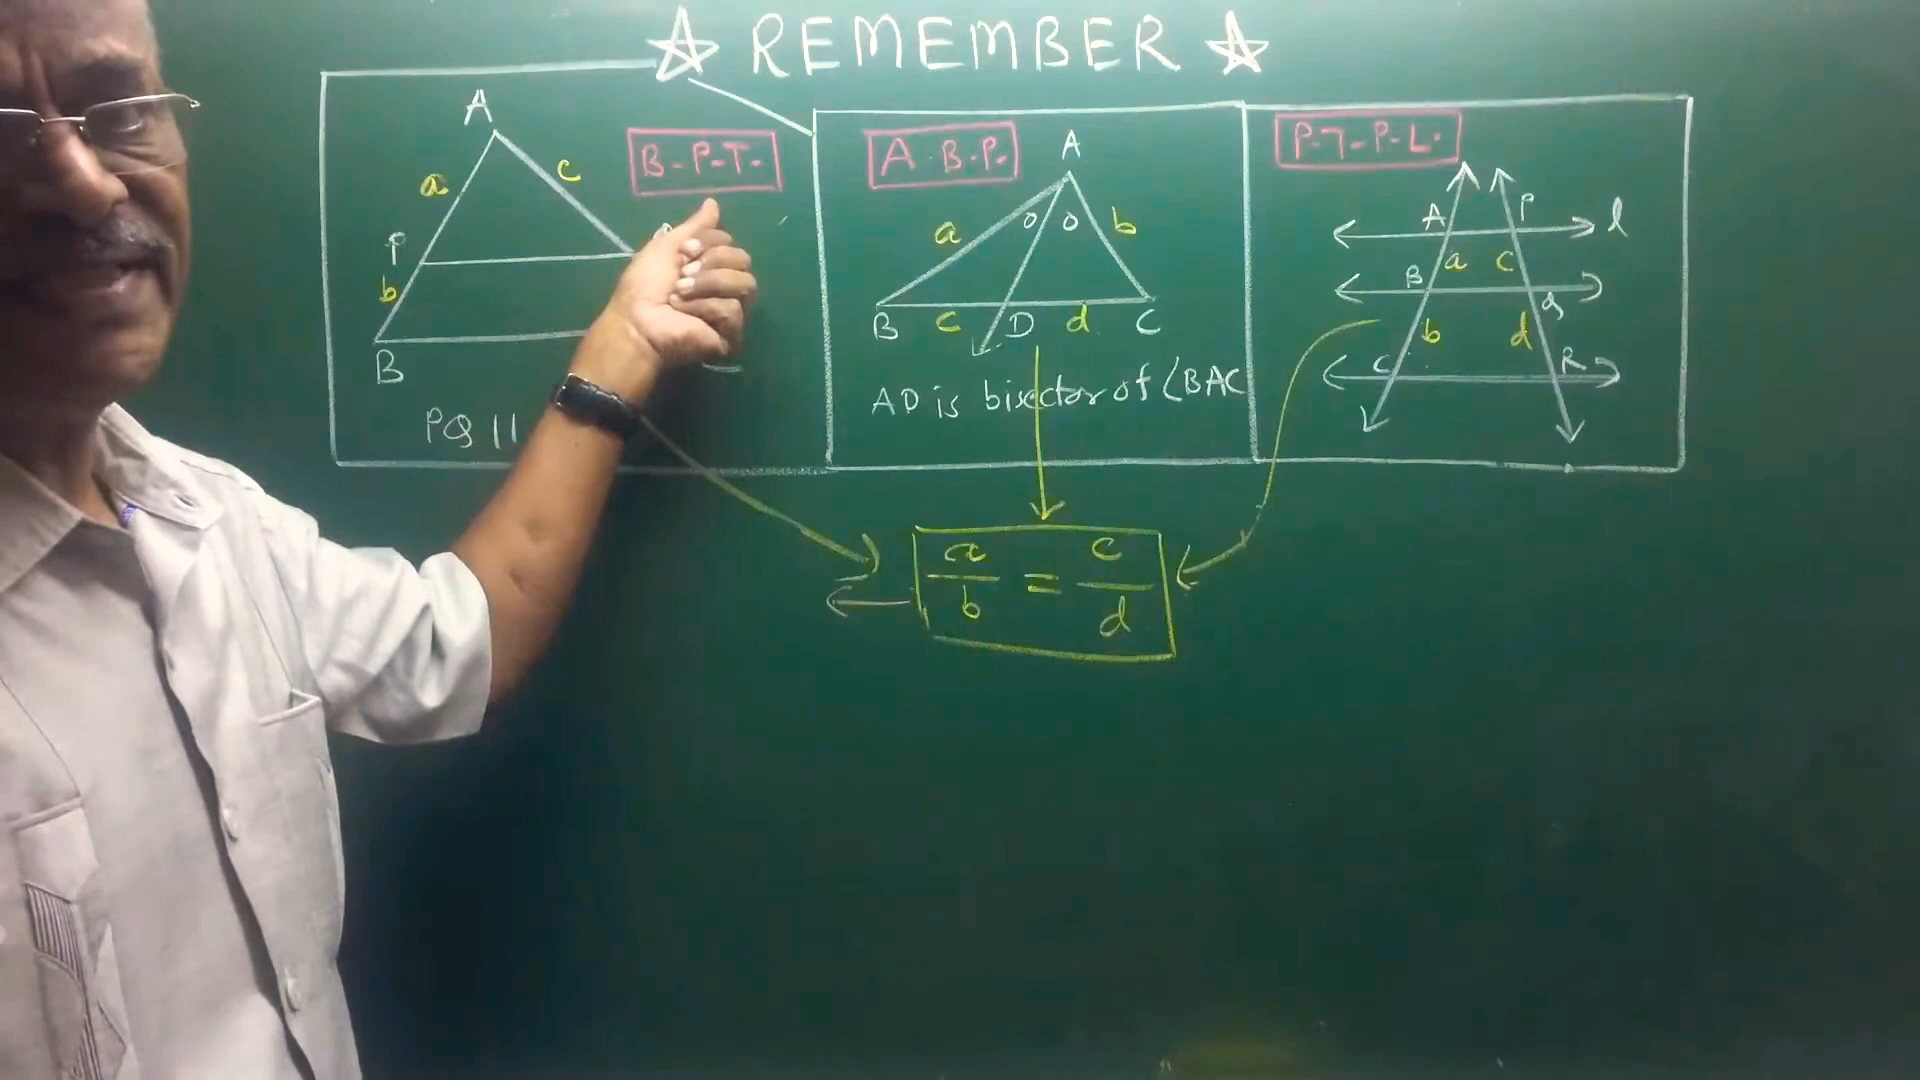 ☆ REMEMBER ☆
B-P-T-
A
a
c
P
b
B
PQ ||
A.B.P.
A
a
b
B c D d C
AD is bisector of ∠BAC
P-T-P-L.
A P l
B a c Q
b d
C R
a/b = c/d